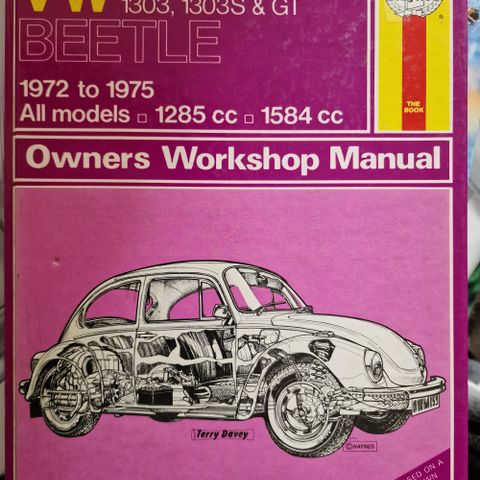 VW 1303, 1303S & GT
BEETLE
1972 to 1975
All models □ 1285 cc □ 1584 cc
THE
BOOK
Owners Workshop Manual
Terry Davey
©HAYNES
ON A